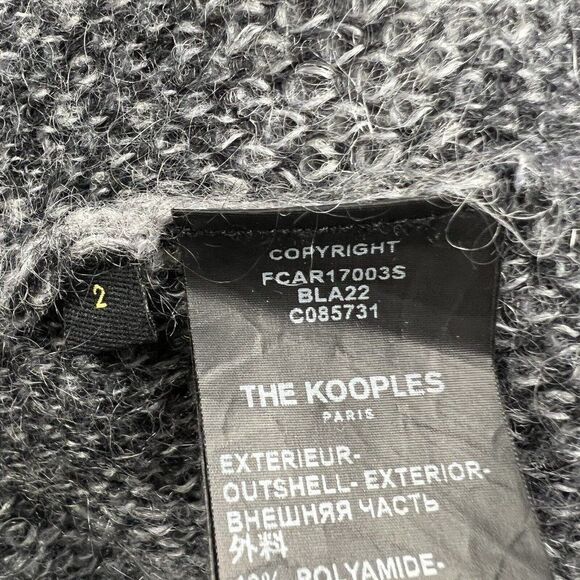 2
COPYRIGHT
FCAR17003S
BLA22
C085731
THE KOOPLES
PARIS
EXTERIEUR-
OUTSHELL- EXTERIOR-
ВНЕШНЯЯ ЧАСТЬ
外料
POLYAMIDE-